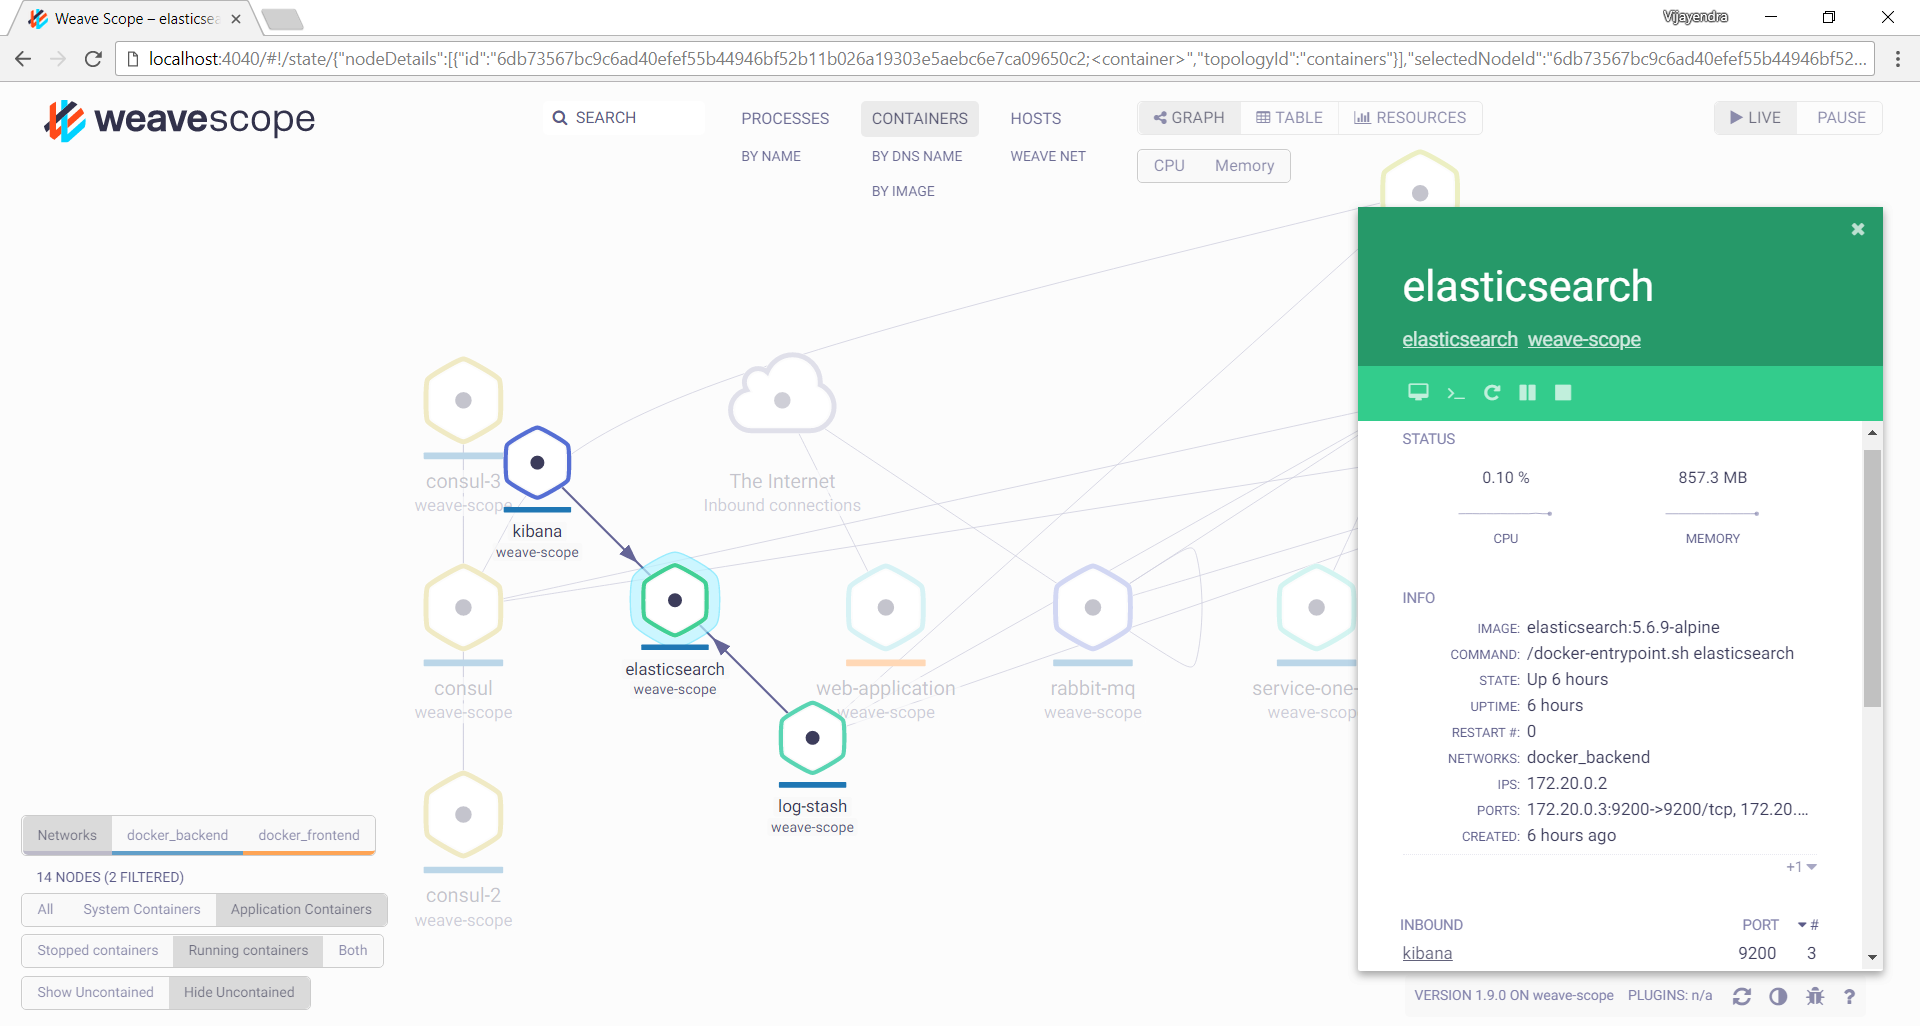 Weave Scope – elasticsea
Vijayendra
localhost:4040/#!/state/{"nodeDetails":[{"id":"6db73567bc9c6ad40efef55b44946bf52b11b026a19303e5aebc6e7ca09650c2;<container>","topologyId":"containers"}],"selectedNodeId":"6db73567bc9c6ad40efef55b44946bf52...
weavescope
SEARCH
PROCESSES
CONTAINERS
HOSTS
GRAPH
TABLE
RESOURCES
LIVE
PAUSE
BY NAME
BY DNS NAME
WEAVE NET
CPU
Memory
BY IMAGE
elasticsearch
elasticsearch weave-scope
STATUS
0.10 %
857.3 MB
CPU
MEMORY
INFO
IMAGE: elasticsearch:5.6.9-alpine
COMMAND: /docker-entrypoint.sh elasticsearch
STATE: Up 6 hours
UPTIME: 6 hours
RESTART #: 0
NETWORKS: docker_backend
IPS: 172.20.0.2
PORTS: 172.20.0.3:9200->9200/tcp, 172.20....
CREATED: 6 hours ago
+1
INBOUND PORT #
kibana 9200 3
consul-3
weave-scope
kibana
weave-scope
The Internet
Inbound connections
consul
weave-scope
elasticsearch
weave-scope
web-application
weave-scope
rabbit-mq
weave-scope
service-one-
weave-scop
log-stash
weave-scope
consul-2
weave-scope
Networks
docker_backend
docker_frontend
14 NODES (2 FILTERED)
All
System Containers
Application Containers
Stopped containers
Running containers
Both
Show Uncontained
Hide Uncontained
VERSION 1.9.0 ON weave-scope PLUGINS: n/a
?